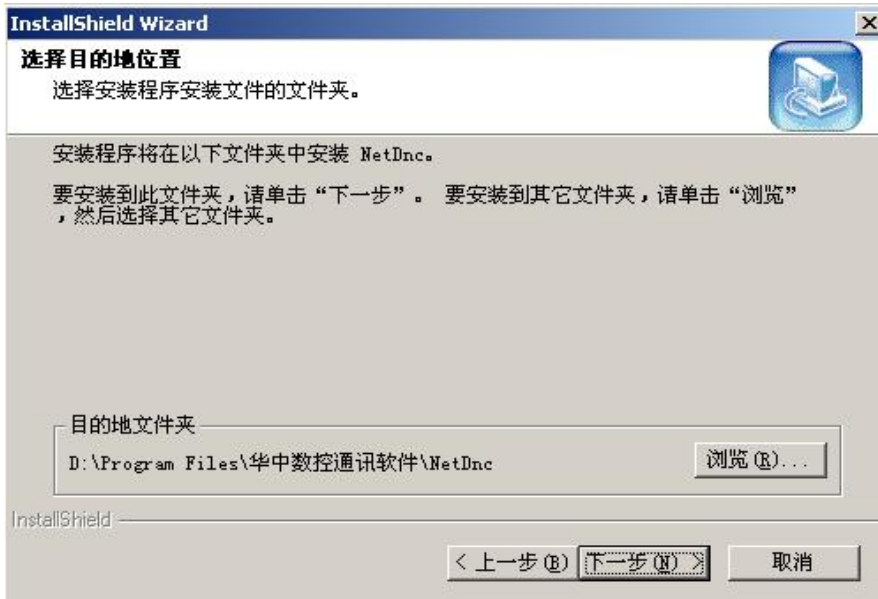 InstallShield Wizard
选择目的地位置
选择安装程序安装文件的文件夹。
安装程序将在以下文件夹中安装 NetDnc。
要安装到此文件夹，请单击“下一步”。 要安装到其它文件夹，请单击“浏览”
，然后选择其它文件夹。
目的地文件夹
D:\Program Files\华中数控通讯软件\NetDnc
浏览(R)...
InstallShield
< 上一步(B)
下一步(N) >
取消